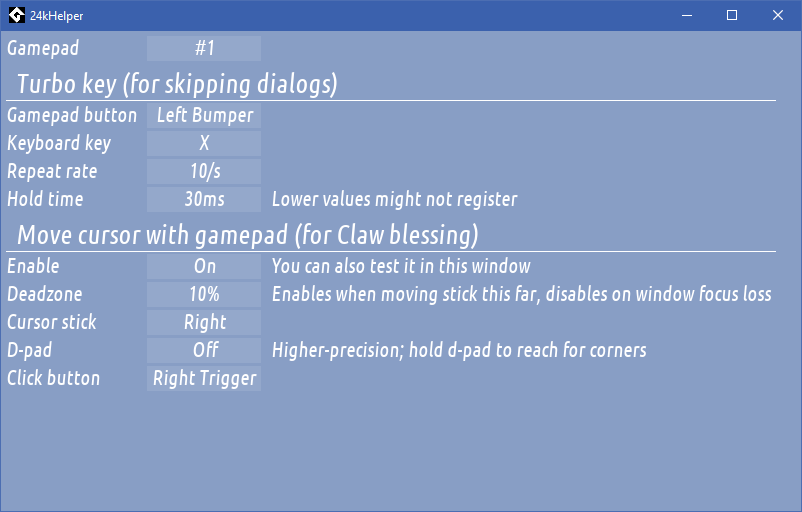 24kHelper
Gamepad #1
Turbo key (for skipping dialogs)
Gamepad button Left Bumper
Keyboard key X
Repeat rate 10/s
Hold time 30ms Lower values might not register
Move cursor with gamepad (for Claw blessing)
Enable On You can also test it in this window
Deadzone 10% Enables when moving stick this far, disables on window focus loss
Cursor stick Right
D-pad Off Higher-precision; hold d-pad to reach for corners
Click button Right Trigger